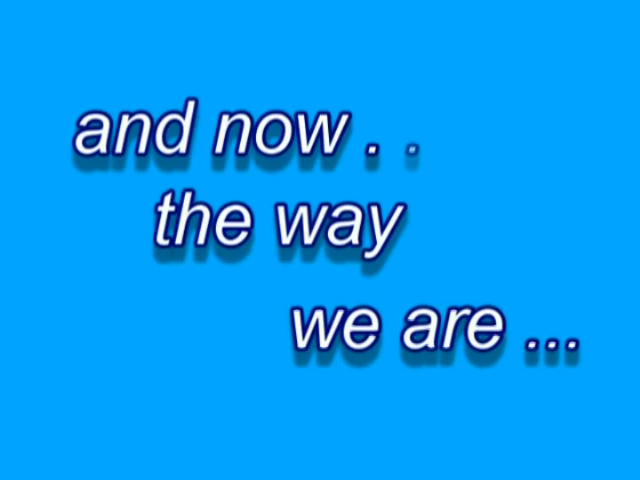 and now . .
the way
we are ...